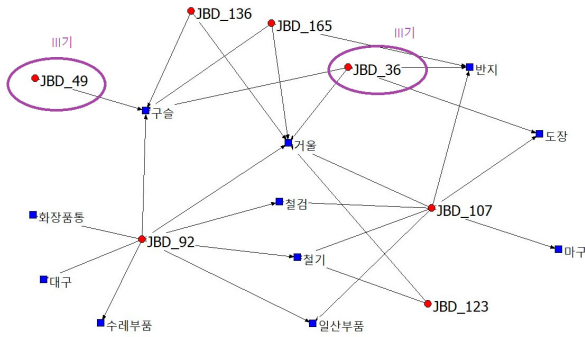 JBD_136
JBD_165
III기
III기
JBD_36
반지
JBD_49
구슬
도장
거울
철검
JBD_107
화장품통
JBD_92
철기
마구
대구
JBD_123
수레부품
일산부품